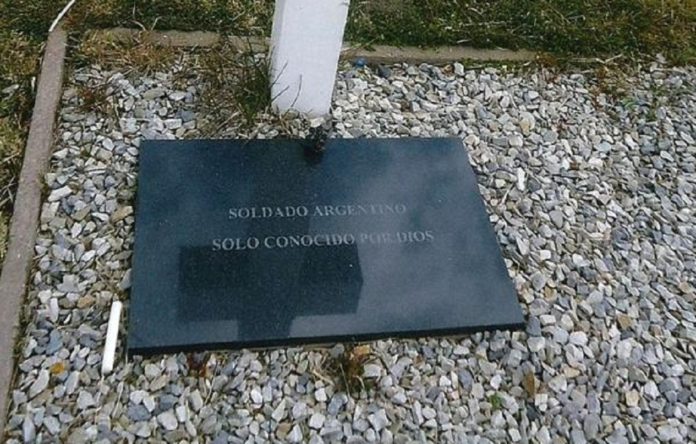 SOLDADO ARGENTINO
SOLO CONOCIDO POR DIOS